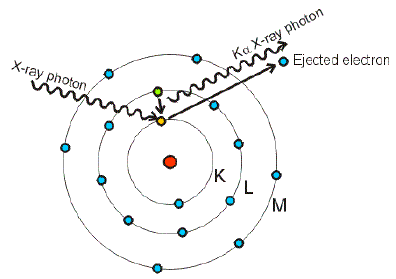 Kα X-ray photon
X-ray photon
Ejected electron
K
L
M